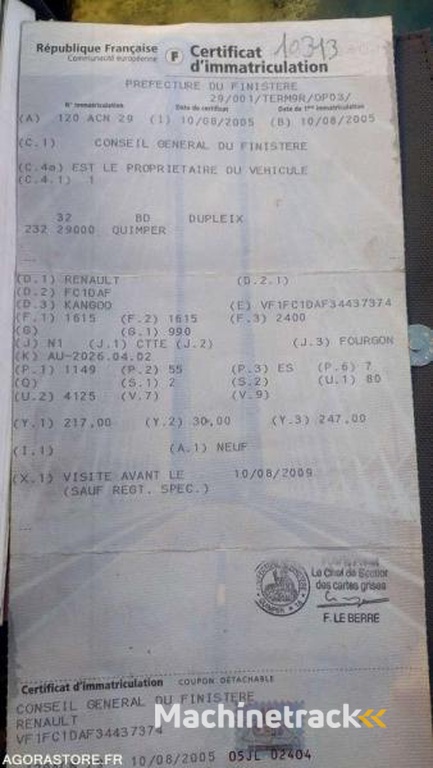 République Française
Communauté européenne
F
Certificat d'immatriculation
10313
PREFECTURE DU FINISTERE
29/001/TERM9R/OP03/
N° immatriculation Date du certificat Date de 1ère immatriculation
(A) 120 ACN 29 (I) 10/08/2005 (B) 10/08/2005
(C.1) CONSEIL GENERAL DU FINISTERE
(C.4a) EST LE PROPRIETAIRE DU VEHICULE
(C.4.1) 1
32 BD DUPLEIX
232 29000 QUIMPER
(D.1) RENAULT (D.2.1)
(D.2) FC1DAF
(D.3) KANGOO (E) VF1FC1DAF34437374
(F.1) 1615 (F.2) 1615 (F.3) 2400
(G) (G.1) 990
(J) N1 (J.1) CTTE (J.2) (J.3) FOURGON
(K) AU-2026.04.02
(P.1) 1149 (P.2) 55 (P.3) ES (P.6) 7
(Q) (S.1) 2 (S.2) (U.1) 80
(U.2) 4125 (V.7) (V.9)
(Y.1) 217,00 (Y.2) 30,00 (Y.3) 247,00
(I.1) (A.1) NEUF
(X.1) VISITE AVANT LE 10/08/2009
(SAUF REGT. SPEC.)
Le Chef de Section
des cartes grises
F. LE BERRE
Certificat d'immatriculation COUPON DÉTACHABLE
CONSEIL GENERAL DU FINISTERE
RENAULT
VF1FC1DAF34437374
Machinetrack
10/08/2005 05JL 02404
AGORASTORE.FR